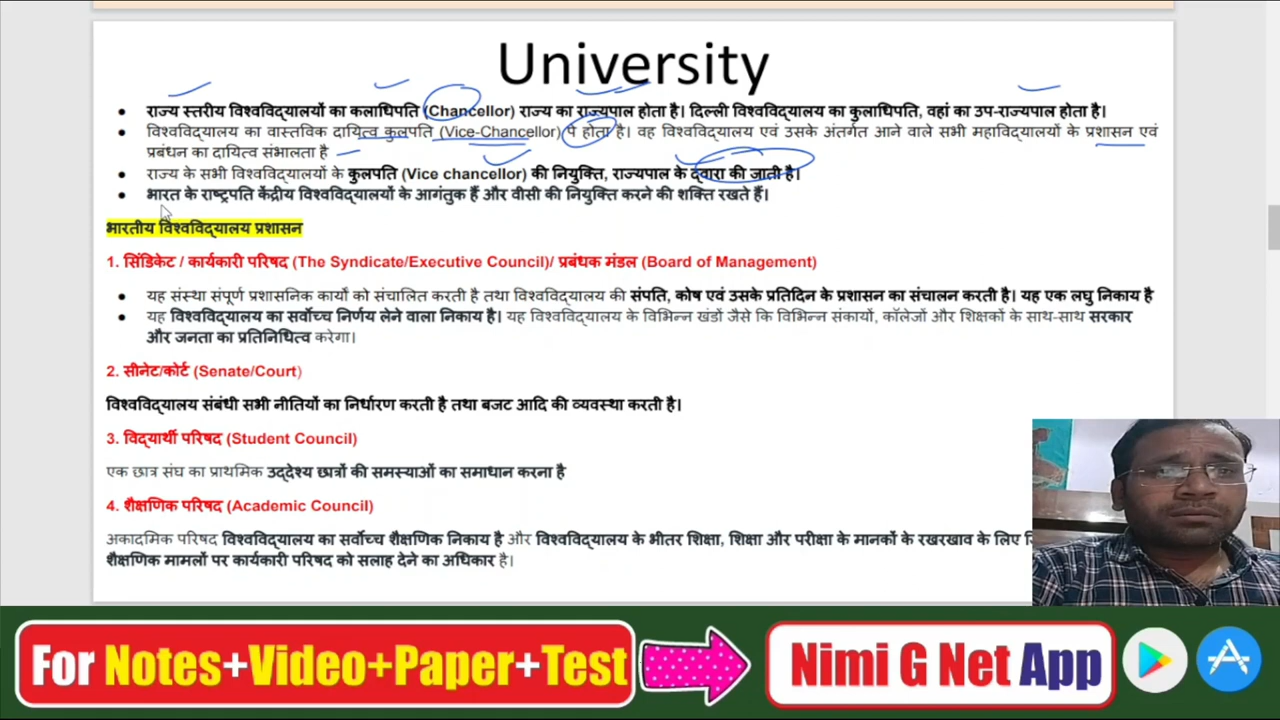 University
• राज्य स्तरीय विश्वविद्यालयों का कलाधिपति (Chancellor) राज्य का राज्यपाल होता है। दिल्ली विश्वविद्यालय का कुलाधिपति, वहां का उप-राज्यपाल होता है।
• विश्वविद्यालय का वास्तविक दायित्व कुलपति (Vice-Chancellor) पे होता है। वह विश्वविद्यालय एवं उसके अंतर्गत आने वाले सभी महाविद्यालयों के प्रशासन एवं
प्रबंधन का दायित्व संभालता है
• राज्य के सभी विश्वविद्यालयों के कुलपति (Vice chancellor) की नियुक्ति, राज्यपाल के द्वारा की जाती है।
• भारत के राष्ट्रपति केंद्रीय विश्वविद्यालयों के आगंतुक हैं और वीसी की नियुक्ति करने की शक्ति रखते हैं।
भारतीय विश्वविद्यालय प्रशासन
1. सिंडिकेट / कार्यकारी परिषद (The Syndicate/Executive Council)/ प्रबंधक मंडल (Board of Management)
• यह संस्था संपूर्ण प्रशासनिक कार्यों को संचालित करती है तथा विश्वविद्यालय की संपति, कोष एवं उसके प्रतिदिन के प्रशासन का संचालन करती है। यह एक लघु निकाय है
• यह विश्वविद्यालय का सर्वोच्च निर्णय लेने वाला निकाय है। यह विश्वविद्यालय के विभिन्न खंडों जैसे कि विभिन्न संकायों, कॉलेजों और शिक्षकों के साथ-साथ सरकार
और जनता का प्रतिनिधित्व करेगा।
2. सीनेट/कोर्ट (Senate/Court)
विश्वविद्यालय संबंधी सभी नीतियों का निर्धारण करती है तथा बजट आदि की व्यवस्था करती है।
3. विद्यार्थी परिषद (Student Council)
एक छात्र संघ का प्राथमिक उद्देश्य छात्रों की समस्याओं का समाधान करना है
4. शैक्षणिक परिषद (Academic Council)
अकादमिक परिषद विश्वविद्यालय का सर्वोच्च शैक्षणिक निकाय है और विश्वविद्यालय के भीतर शिक्षा, शिक्षा और परीक्षा के मानकों के रखरखाव के लिए
शैक्षणिक मामलों पर कार्यकारी परिषद को सलाह देने का अधिकार है।
For Notes+Video+Paper+Test
Nimi G Net App